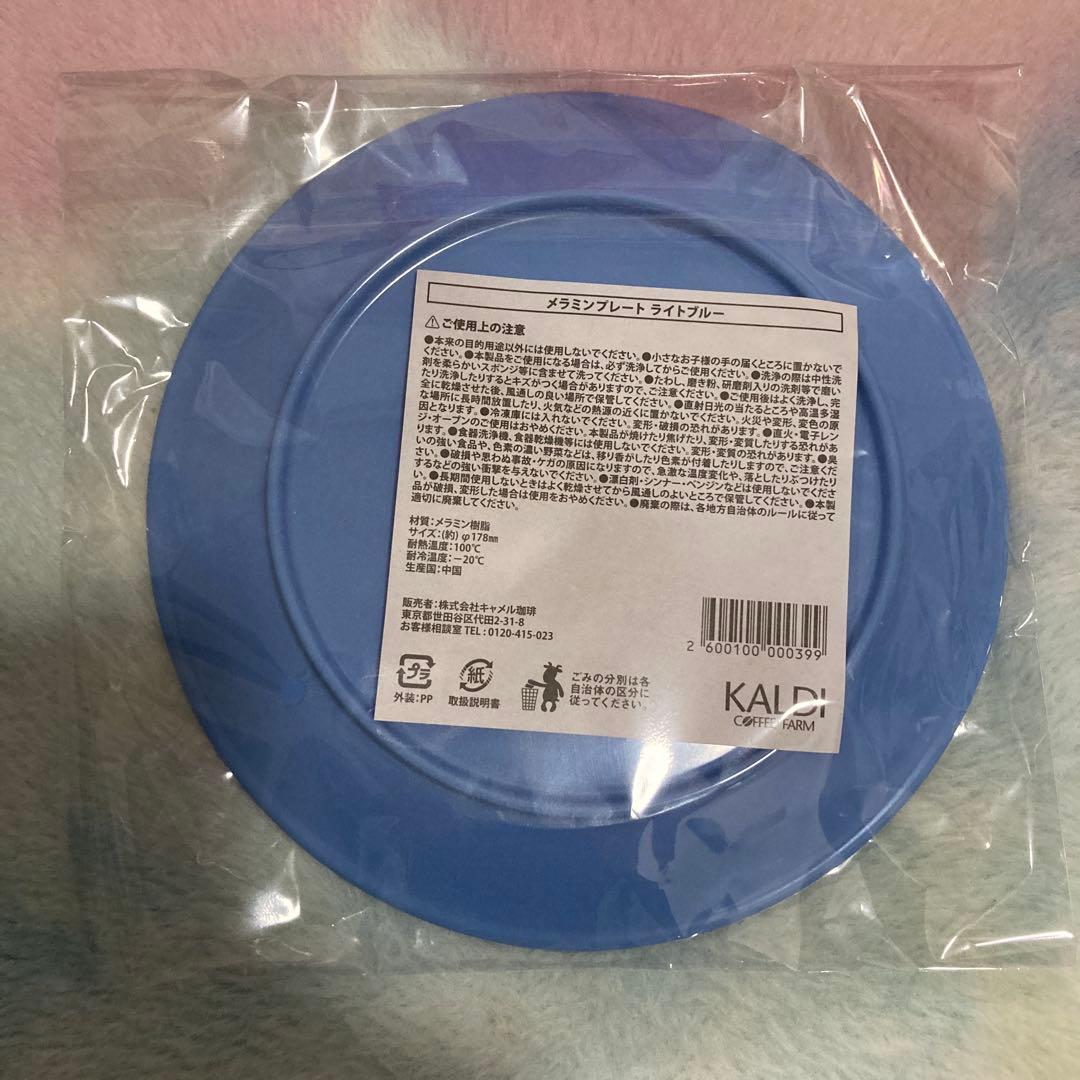 メラミンプレート ライトブルー
⚠ご使用上の注意
●本来の目的用途以外には使用しないでください。●小さなお子様の手の届くところに置かないで
ください。●本製品をご使用になる場合は、必ず洗浄してからご使用ください。●洗浄の際は中性洗
剤を柔らかいスポンジ等に含ませて洗ってください。●たわし、磨き粉、研磨剤入りの洗剤等で磨い
たり洗浄したりするとキズがつく場合がありますので、ご注意ください。●ご使用後はよく洗浄し、完
全に乾燥させた後、風通しの良い場所で保管してください。●直射日光の当たるところや高温多湿
な場所に長時間放置したり、火気などの熱源の近くに置かないでください。火災や変形、変色の原
因となります。●冷凍庫には入れないでください。変形・破損の恐れがあります。●直火・電子レン
ジ・オーブンのご使用はおやめください。本製品が焼けたり焦げたり、変形・変質したりする恐れがあ
ります。●食器洗浄機、食器乾燥機等には使用しないでください。変形・変質の恐れがあります。●臭
いの強い食品や、色素の濃い野菜などは、移り香がしたり色素が付着したりしますので、ご注意くだ
さい。●破損や思わぬ事故・ケガの原因になりますので、急激な温度変化や、落としたりぶつけたり
するなどの強い衝撃を与えないでください。●漂白剤・シンナー・ベンジンなどは使用しないでくださ
い。●長期間使用しないときはよく乾燥させてから風通しのよいところで保管してください。●本製
品が破損、変形した場合は使用をおやめください。●廃棄の際は、各地方自治体のルールに従って
適切に廃棄してください。
材質:メラミン樹脂
サイズ:(約) φ178㎜
耐熱温度:100℃
耐冷温度:−20℃
生産国:中国
販売者:株式会社キャメル珈琲
東京都世田谷区代田2-31-8
お客様相談室 TEL:0120-415-023
2 600100 000399
プラ
外装:PP
紙
取扱説明書
ごみの分別は各
自治体の区分に
従ってください。
KALDI
COFFEE FARM